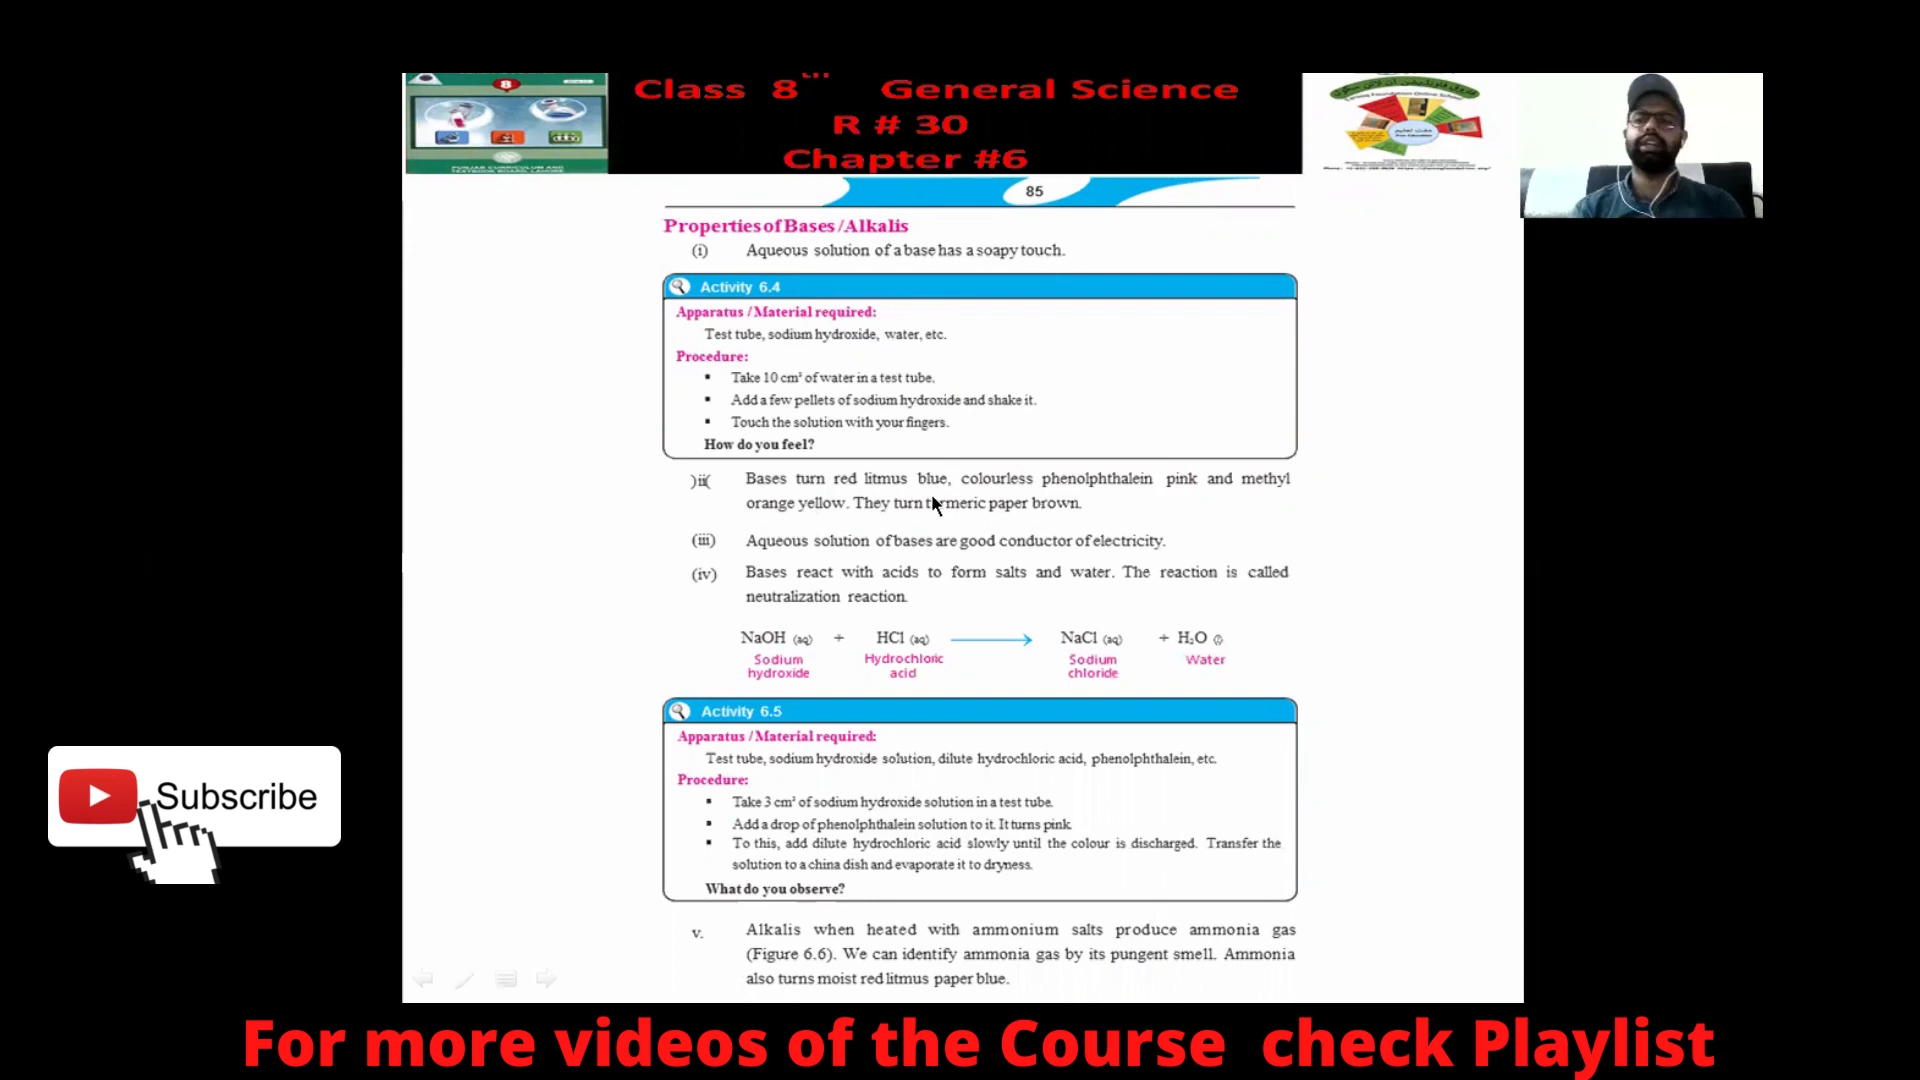 Class 8th General Science
R # 30
Chapter #6
8
PUNJAB CURRICULUM AND
TEXTBOOK BOARD, LAHORE
85
Properties of Bases /Alkalis
(i) Aqueous solution of a base has a soapy touch.
Activity 6.4
Apparatus / Material required:
Test tube, sodium hydroxide, water, etc.
Procedure:
▪ Take 10 cm³ of water in a test tube.
▪ Add a few pellets of sodium hydroxide and shake it.
▪ Touch the solution with your fingers.
How do you feel?
)ii( Bases turn red litmus blue, colourless phenolphthalein pink and methyl
orange yellow. They turn turmeric paper brown.
(iii) Aqueous solution of bases are good conductor of electricity.
(iv) Bases react with acids to form salts and water. The reaction is called
neutralization reaction.
NaOH (aq) + HCl (aq) ⟶ NaCl (aq) + H₂O (l)
Sodium Hydrochloric Sodium Water
hydroxide acid chloride
Activity 6.5
Apparatus / Material required:
Test tube, sodium hydroxide solution, dilute hydrochloric acid, phenolphthalein, etc.
Procedure:
▪ Take 3 cm³ of sodium hydroxide solution in a test tube.
▪ Add a drop of phenolphthalein solution to it. It turns pink.
▪ To this, add dilute hydrochloric acid slowly until the colour is discharged. Transfer the
solution to a china dish and evaporate it to dryness.
What do you observe?
v. Alkalis when heated with ammonium salts produce ammonia gas
(Figure 6.6). We can identify ammonia gas by its pungent smell. Ammonia
also turns moist red litmus paper blue.
Subscribe
For more videos of the Course check Playlist